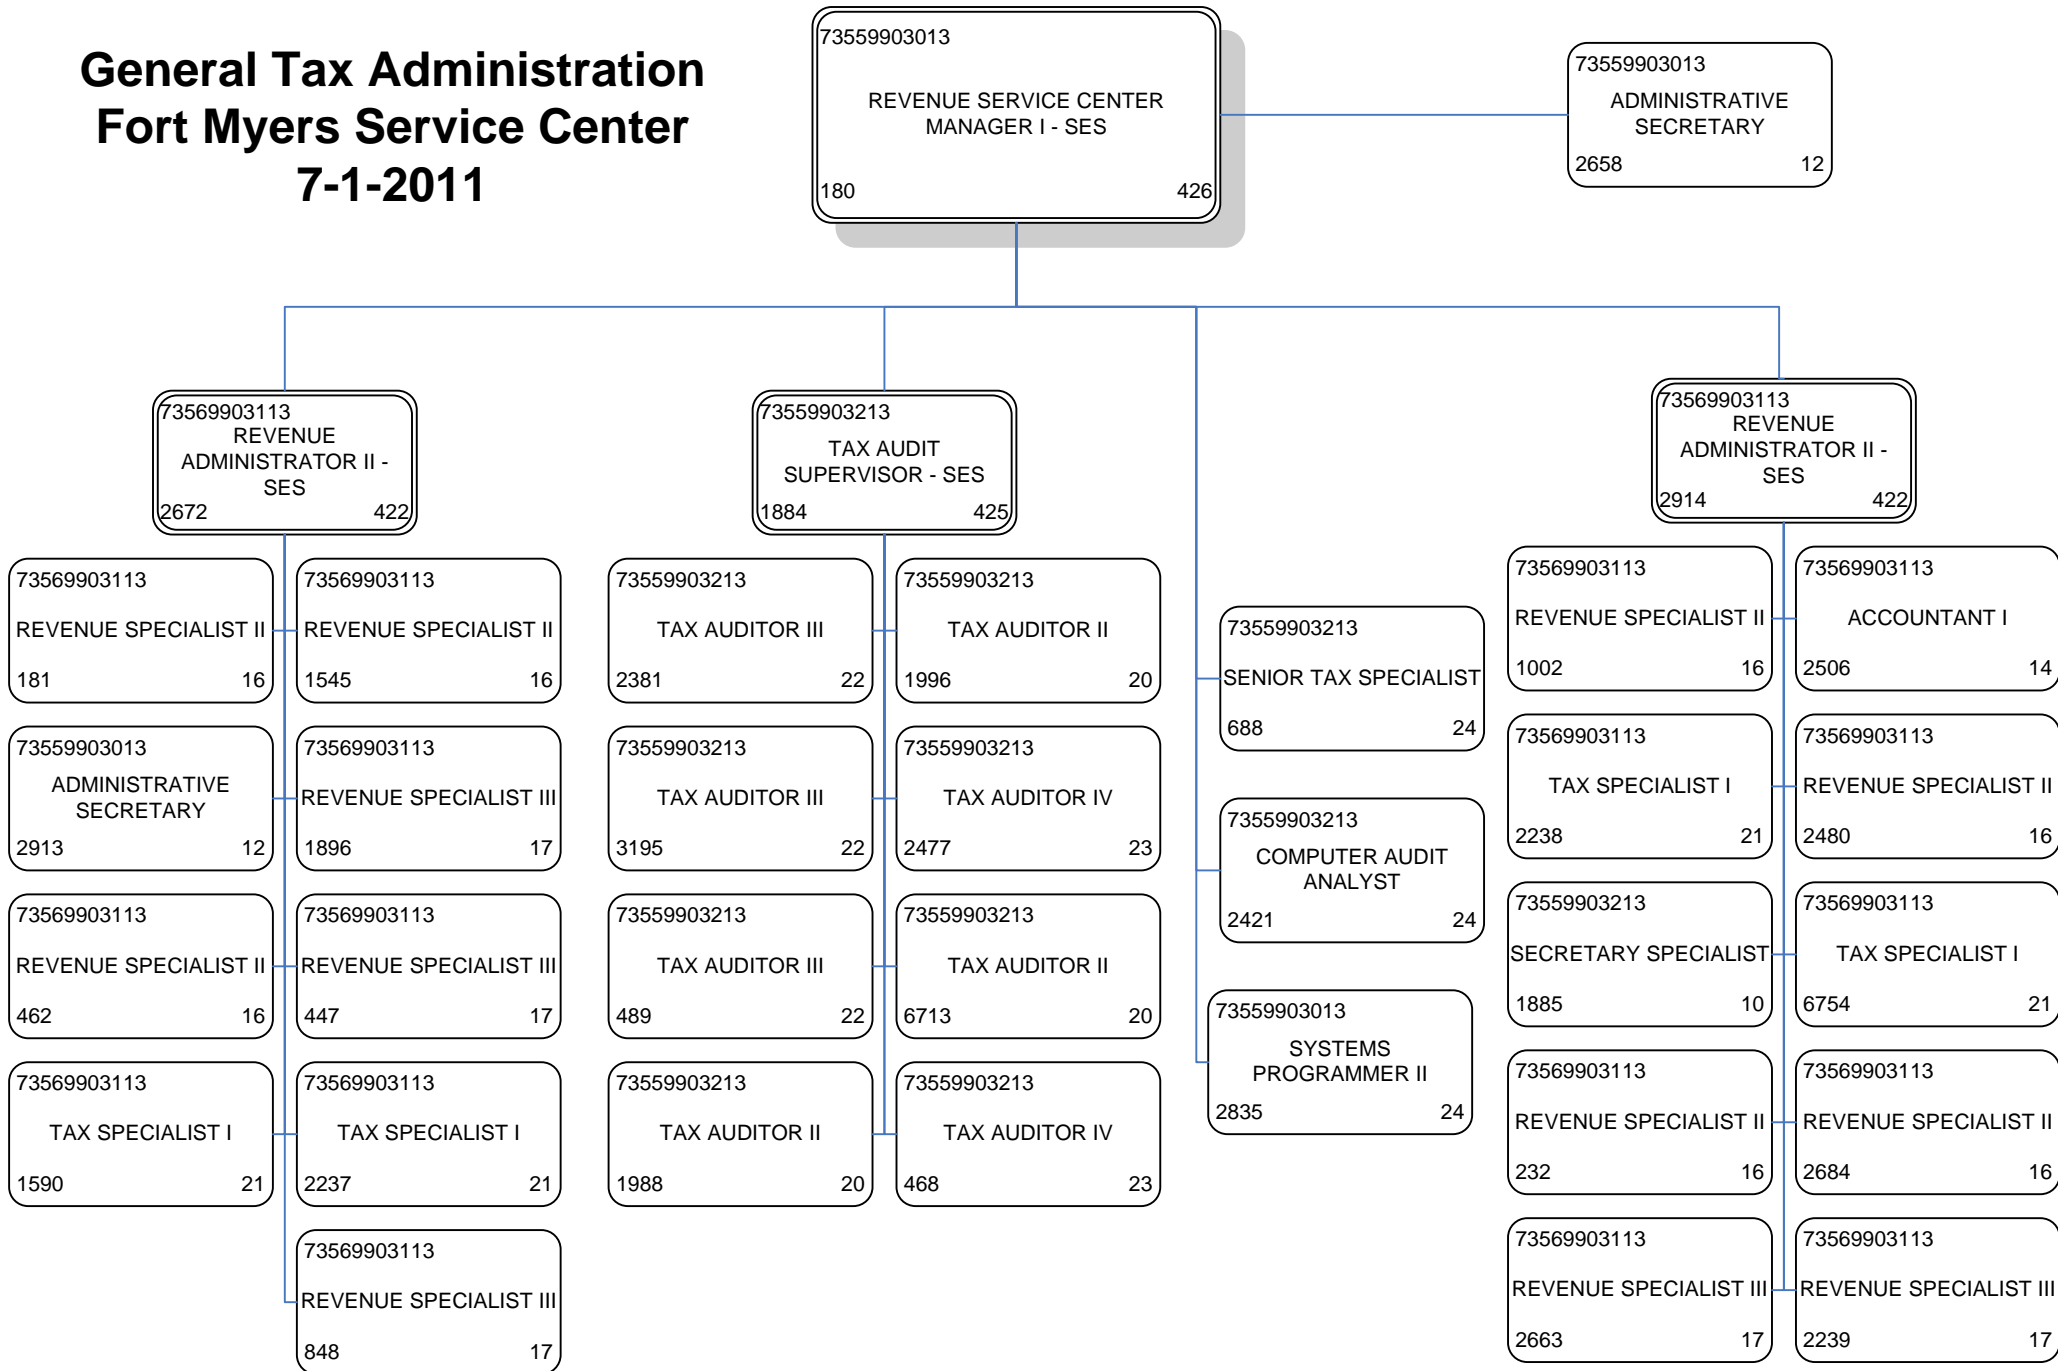 General Tax Administration
Fort Myers Service Center
7-1-2011
73559903013
REVENUE SERVICE CENTER
MANAGER I - SES
180 426
73559903013
ADMINISTRATIVE
SECRETARY
2658 12
73569903113
REVENUE
ADMINISTRATOR II -
SES
2672 422
73569903113
REVENUE SPECIALIST II
181 16
73569903113
REVENUE SPECIALIST II
1545 16
73559903013
ADMINISTRATIVE
SECRETARY
2913 12
73569903113
REVENUE SPECIALIST III
1896 17
73569903113
REVENUE SPECIALIST II
462 16
73569903113
REVENUE SPECIALIST III
447 17
73569903113
TAX SPECIALIST I
1590 21
73569903113
TAX SPECIALIST I
2237 21
73569903113
REVENUE SPECIALIST III
848 17
73559903213
TAX AUDIT
SUPERVISOR - SES
1884 425
73559903213
TAX AUDITOR III
2381 22
73559903213
TAX AUDITOR II
1996 20
73559903213
TAX AUDITOR III
3195 22
73559903213
TAX AUDITOR IV
2477 23
73559903213
TAX AUDITOR III
489 22
73559903213
TAX AUDITOR II
6713 20
73559903213
TAX AUDITOR II
1988 20
73559903213
TAX AUDITOR IV
468 23
73559903213
SENIOR TAX SPECIALIST
688 24
73559903213
COMPUTER AUDIT
ANALYST
2421 24
73559903013
SYSTEMS
PROGRAMMER II
2835 24
73569903113
REVENUE
ADMINISTRATOR II -
SES
2914 422
73569903113
REVENUE SPECIALIST II
1002 16
73569903113
ACCOUNTANT I
2506 14
73569903113
TAX SPECIALIST I
2238 21
73569903113
REVENUE SPECIALIST II
2480 16
73559903213
SECRETARY SPECIALIST
1885 10
73569903113
TAX SPECIALIST I
6754 21
73569903113
REVENUE SPECIALIST II
232 16
73569903113
REVENUE SPECIALIST II
2684 16
73569903113
REVENUE SPECIALIST III
2663 17
73569903113
REVENUE SPECIALIST III
2239 17